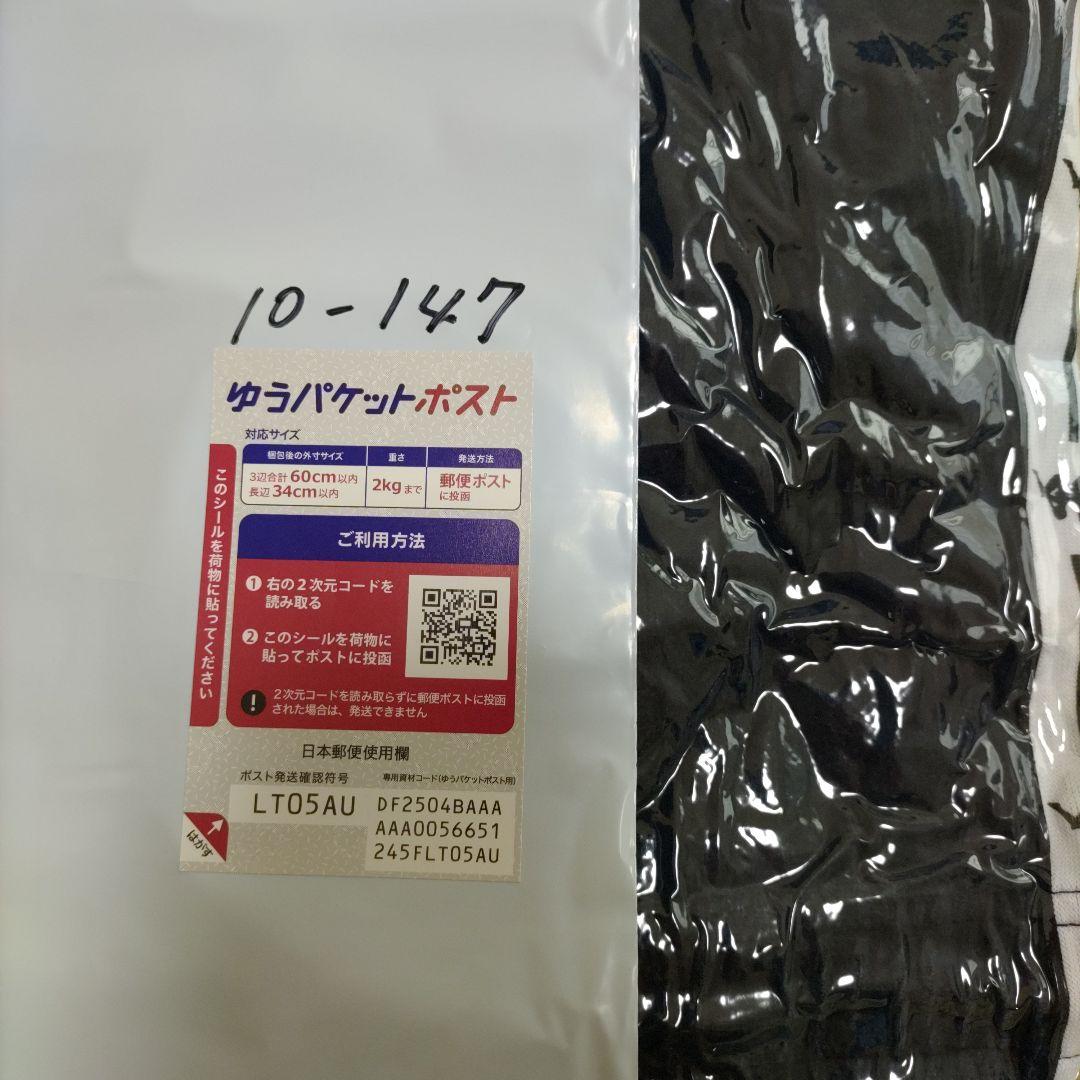 10-147
ゆうパケットポスト
対応サイズ
梱包後の外寸サイズ 重さ 発送方法
3辺合計60cm以内 2kgまで 郵便ポスト
長辺34cm以内 に投函
このシールを荷物に貼ってください
ご利用方法
1 右の2次元コードを
読み取る
2 このシールを荷物に
貼ってポストに投函
! 2次元コードを読み取らずに郵便ポストに投函
された場合は、発送できません
日本郵便使用欄
ポスト発送確認符号 専用資材コード(ゆうパケットポスト用)
LT05AU DF2504BAAA
AAA0056651
245FLT05AU
はがす